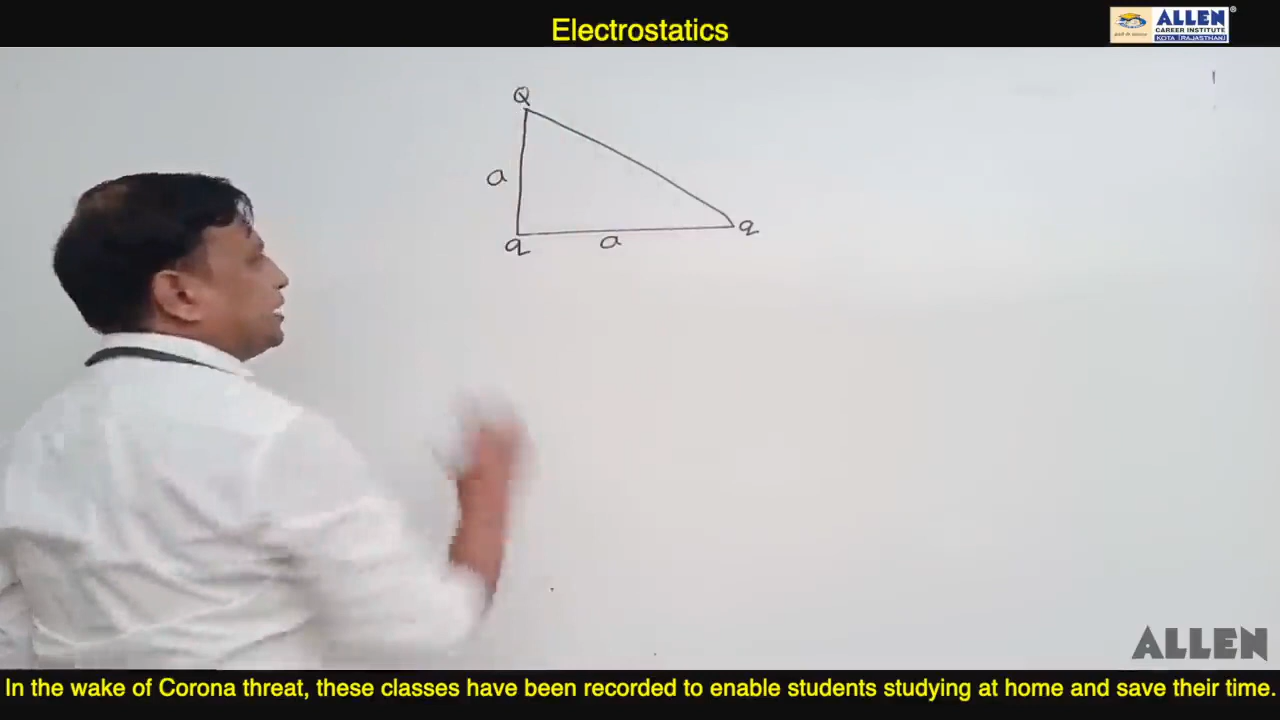 Electrostatics
ALLEN
CAREER INSTITUTE
KOTA (RAJASTHAN)
Q
a
q
a
q
ALLEN
In the wake of Corona threat, these classes have been recorded to enable students studying at home and save their time.